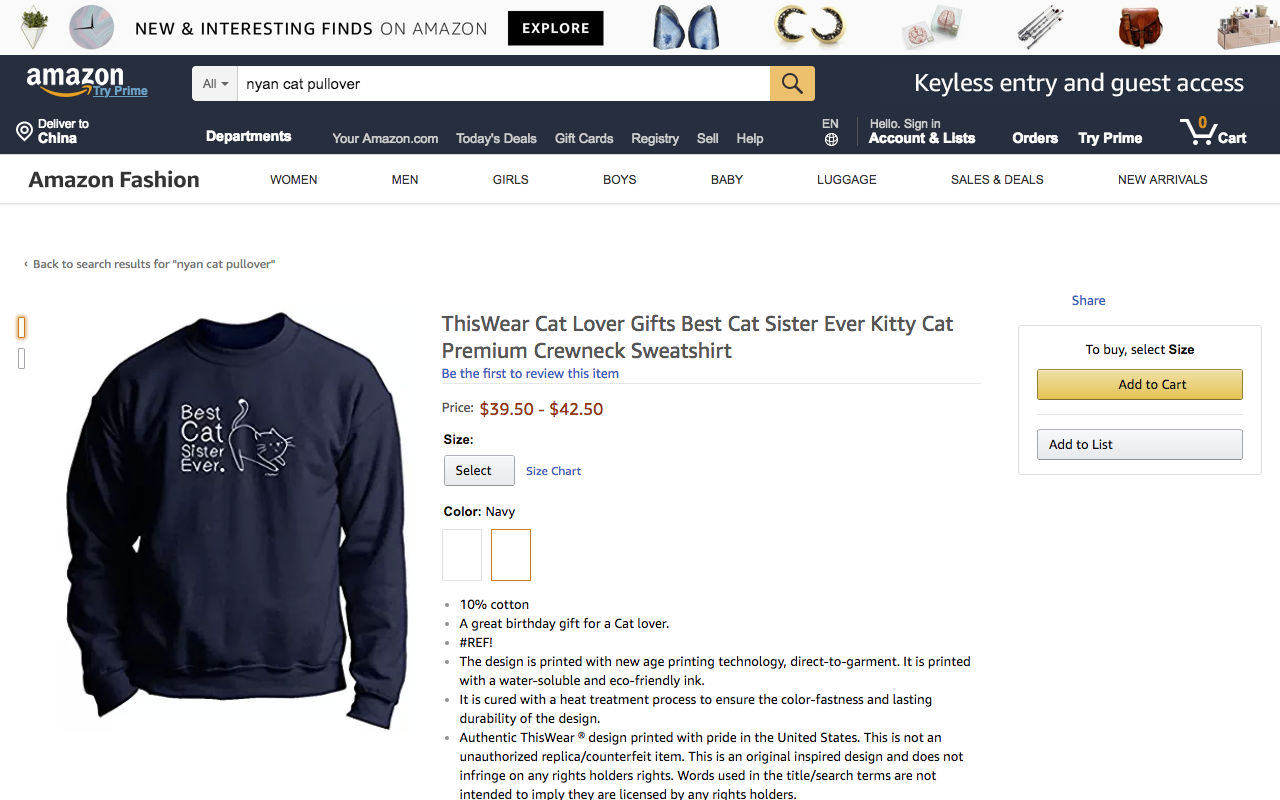 NEW & INTERESTING FINDS ON AMAZON EXPLORE
amazon
Try Prime
All
nyan cat pullover
Keyless entry and guest access
Deliver to
China
Departments
Your Amazon.com Today's Deals Gift Cards Registry Sell Help
EN
Hello. Sign in
Account & Lists
Orders
Try Prime
0
Cart
Amazon Fashion WOMEN MEN GIRLS BOYS BABY LUGGAGE SALES & DEALS NEW ARRIVALS
‹ Back to search results for "nyan cat pullover"
Best
Cat
Sister
Ever.
ThisWear Cat Lover Gifts Best Cat Sister Ever Kitty Cat
Premium Crewneck Sweatshirt
Be the first to review this item
Price: $39.50 - $42.50
Size:
Select Size Chart
Color: Navy
• 10% cotton
• A great birthday gift for a Cat lover.
• #REF!
• The design is printed with new age printing technology, direct-to-garment. It is printed
with a water-soluble and eco-friendly ink.
• It is cured with a heat treatment process to ensure the color-fastness and lasting
durability of the design.
• Authentic ThisWear ® design printed with pride in the United States. This is not an
unauthorized replica/counterfeit item. This is an original inspired design and does not
infringe on any rights holders rights. Words used in the title/search terms are not
intended to imply they are licensed by any rights holders.
Share
To buy, select Size
Add to Cart
Add to List